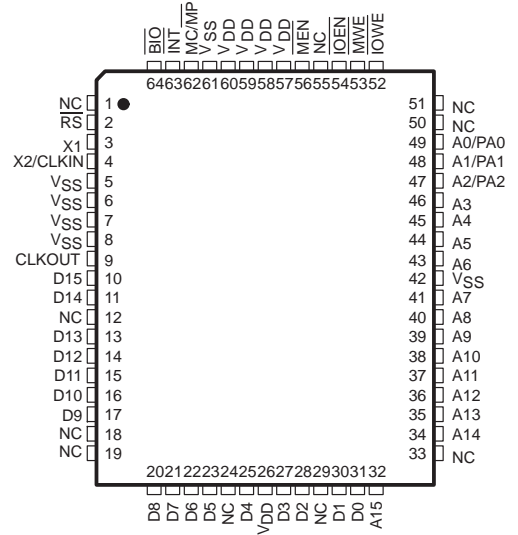 BIO INT MC/MP VSS VDD VDD VDD VDD MEN NC IOEN MWE IOWE
64 63 62 61 60 59 58 57 56 55 54 53 52
NC 1 51 NC
RS 2 50 NC
X1 3 49 A0/PA0
X2/CLKIN 4 48 A1/PA1
VSS 5 47 A2/PA2
VSS 6 46 A3
VSS 7 45 A4
VSS 8 44 A5
CLKOUT 9 43 A6
D15 10 42 VSS
D14 11 41 A7
NC 12 40 A8
D13 13 39 A9
D12 14 38 A10
D11 15 37 A11
D10 16 36 A12
D9 17 35 A13
NC 18 34 A14
NC 19 33 NC
20 21 22 23 24 25 26 27 28 29 30 31 32
D8 D7 D6 D5 NC D4 VDD D3 D2 NC D1 D0 A15